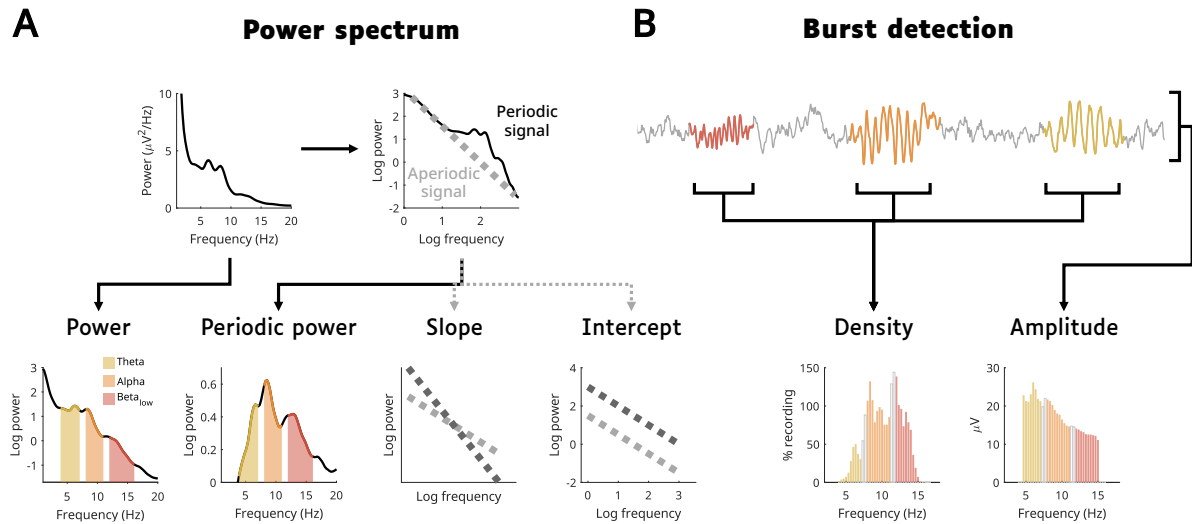 A
Power spectrum
10
5
0
Power (μV²/Hz)
5 10 15 20
Frequency (Hz)
3
2
1
0
-1
-2
Log power
0 1 2
Log frequency
Periodic
signal
Aperiodic
signal
Power
Periodic power
Slope
Intercept
3
2
1
0
-1
Log power
5 10 15 20
Frequency (Hz)
Theta
Alpha
Beta_low
0.6
0.4
0.2
0
Log power
5 10 15 20
Frequency (Hz)
Log power
Log frequency
4
2
0
-2
Log power
0 1 2 3
Log frequency
B
Burst detection
Density
Amplitude
150
100
50
0
% recording
5 10 15
Frequency (Hz)
30
20
10
0
μV
5 10 15
Frequency (Hz)